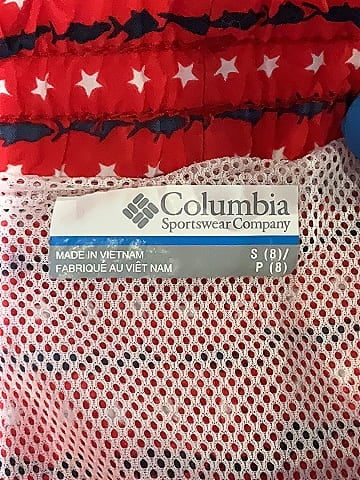 Columbia
Sportswear Company
MADE IN VIETNAM
FABRIQUÉ AU VIÊT NAM
S (8)/
P (8)